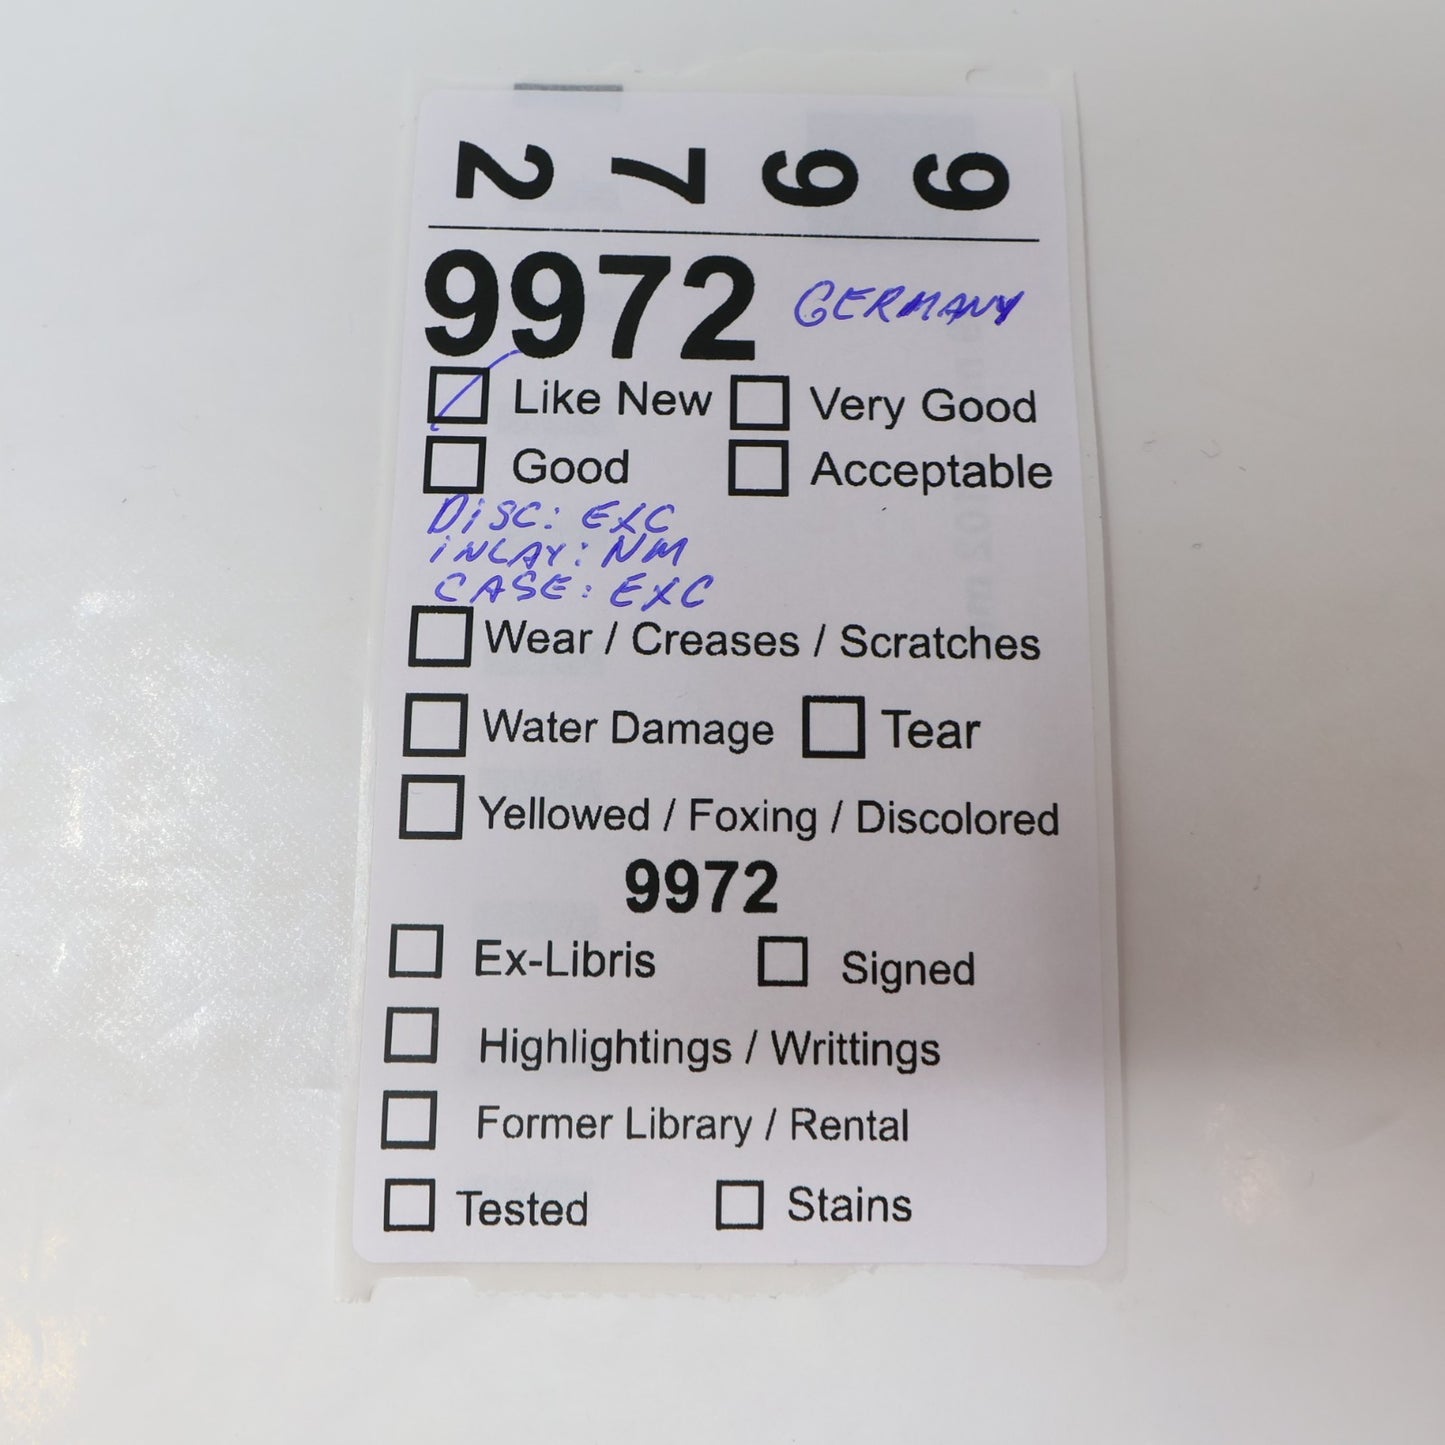 9972
9972 GERMANY
Like New Very Good
Good Acceptable
DiSC: EXC
iNLAY: NM
CASE: EXC
Wear / Creases / Scratches
Water Damage Tear
Yellowed / Foxing / Discolored
9972
Ex-Libris Signed
Highlightings / Writtings
Former Library / Rental
Tested Stains